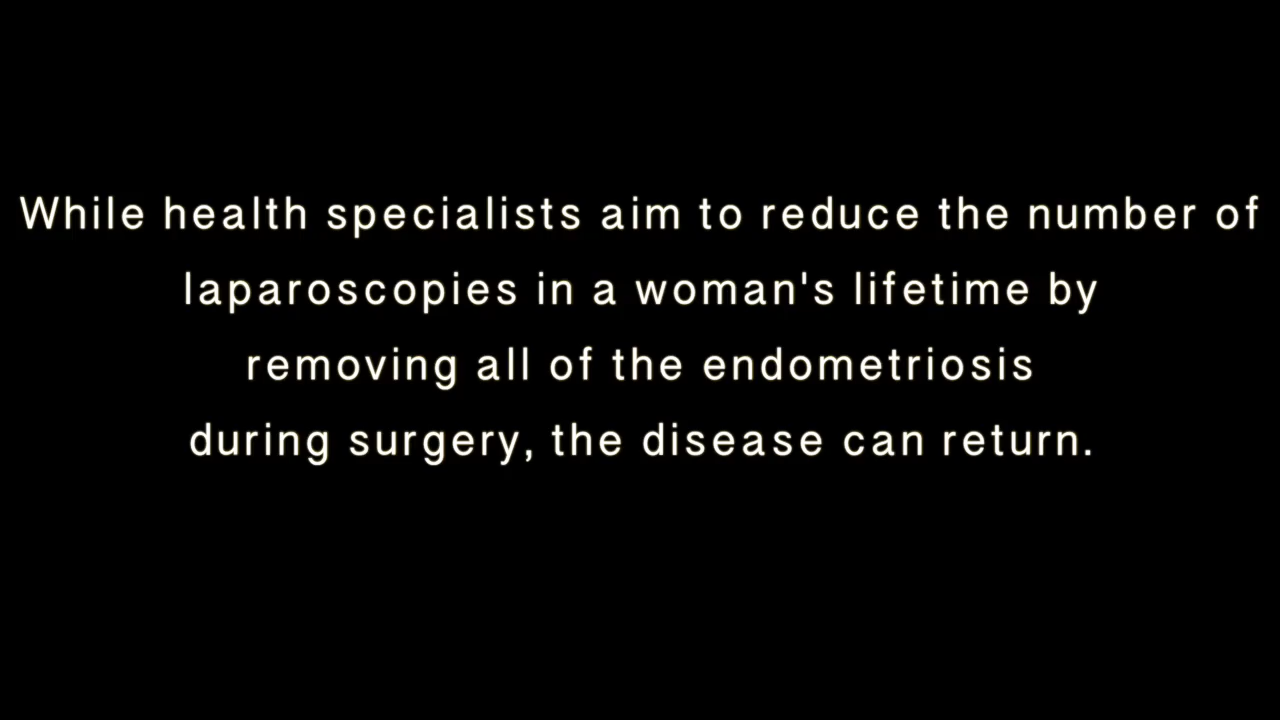 While health specialists aim to reduce the number of
laparoscopies in a woman's lifetime by
removing all of the endometriosis
during surgery, the disease can return.